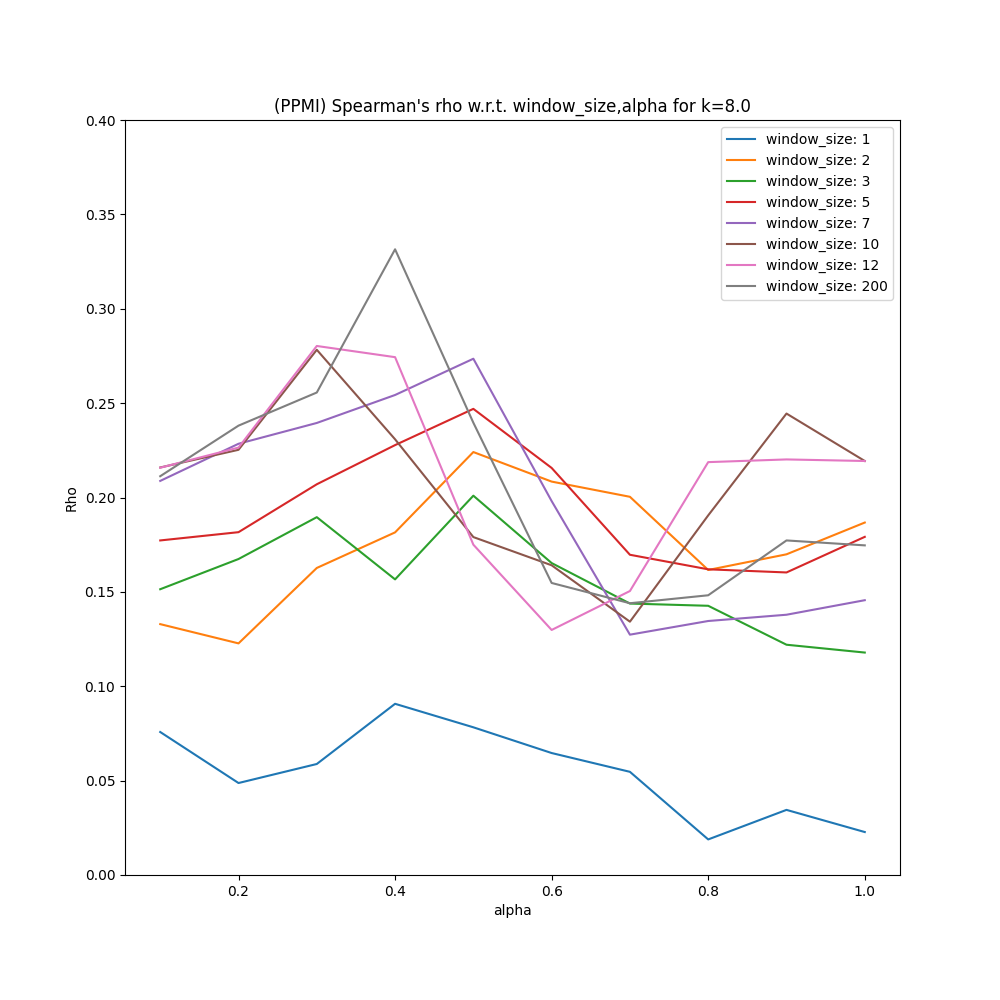 (PPMI) Spearman's rho w.r.t. window_size,alpha for k=8.0
0.40
0.35
0.30
0.25
0.20
0.15
0.10
0.05
0.00
Rho
window_size: 1
window_size: 2
window_size: 3
window_size: 5
window_size: 7
window_size: 10
window_size: 12
window_size: 200
0.2
0.4
0.6
0.8
1.0
alpha